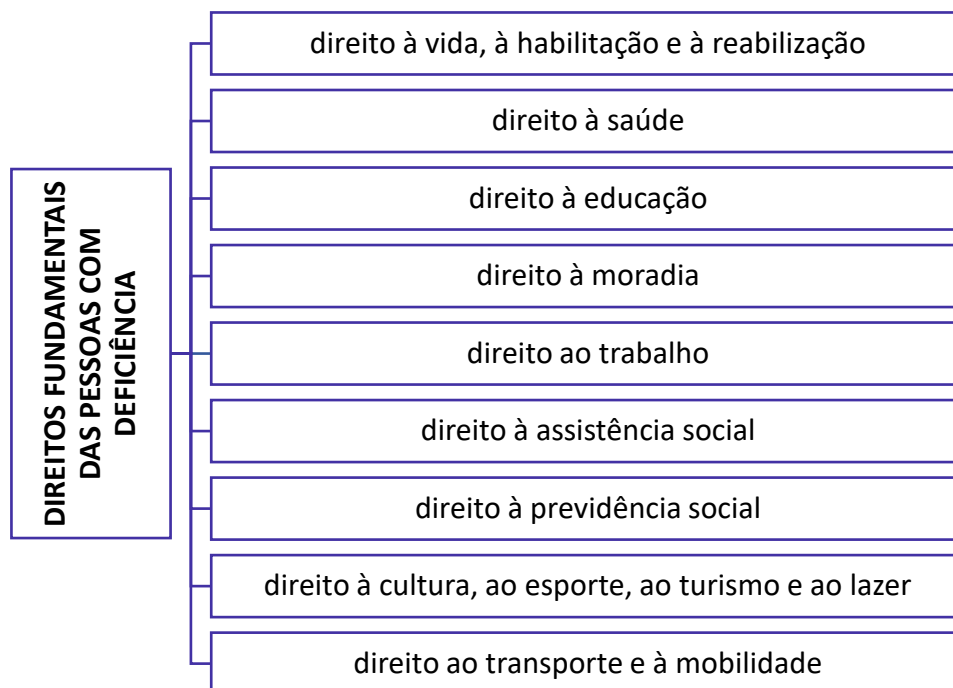 DIREITOS FUNDAMENTAIS
DAS PESSOAS COM
DEFICIÊNCIA
direito à vida, à habilitação e à reabilização
direito à saúde
direito à educação
direito à moradia
direito ao trabalho
direito à assistência social
direito à previdência social
direito à cultura, ao esporte, ao turismo e ao lazer
direito ao transporte e à mobilidade